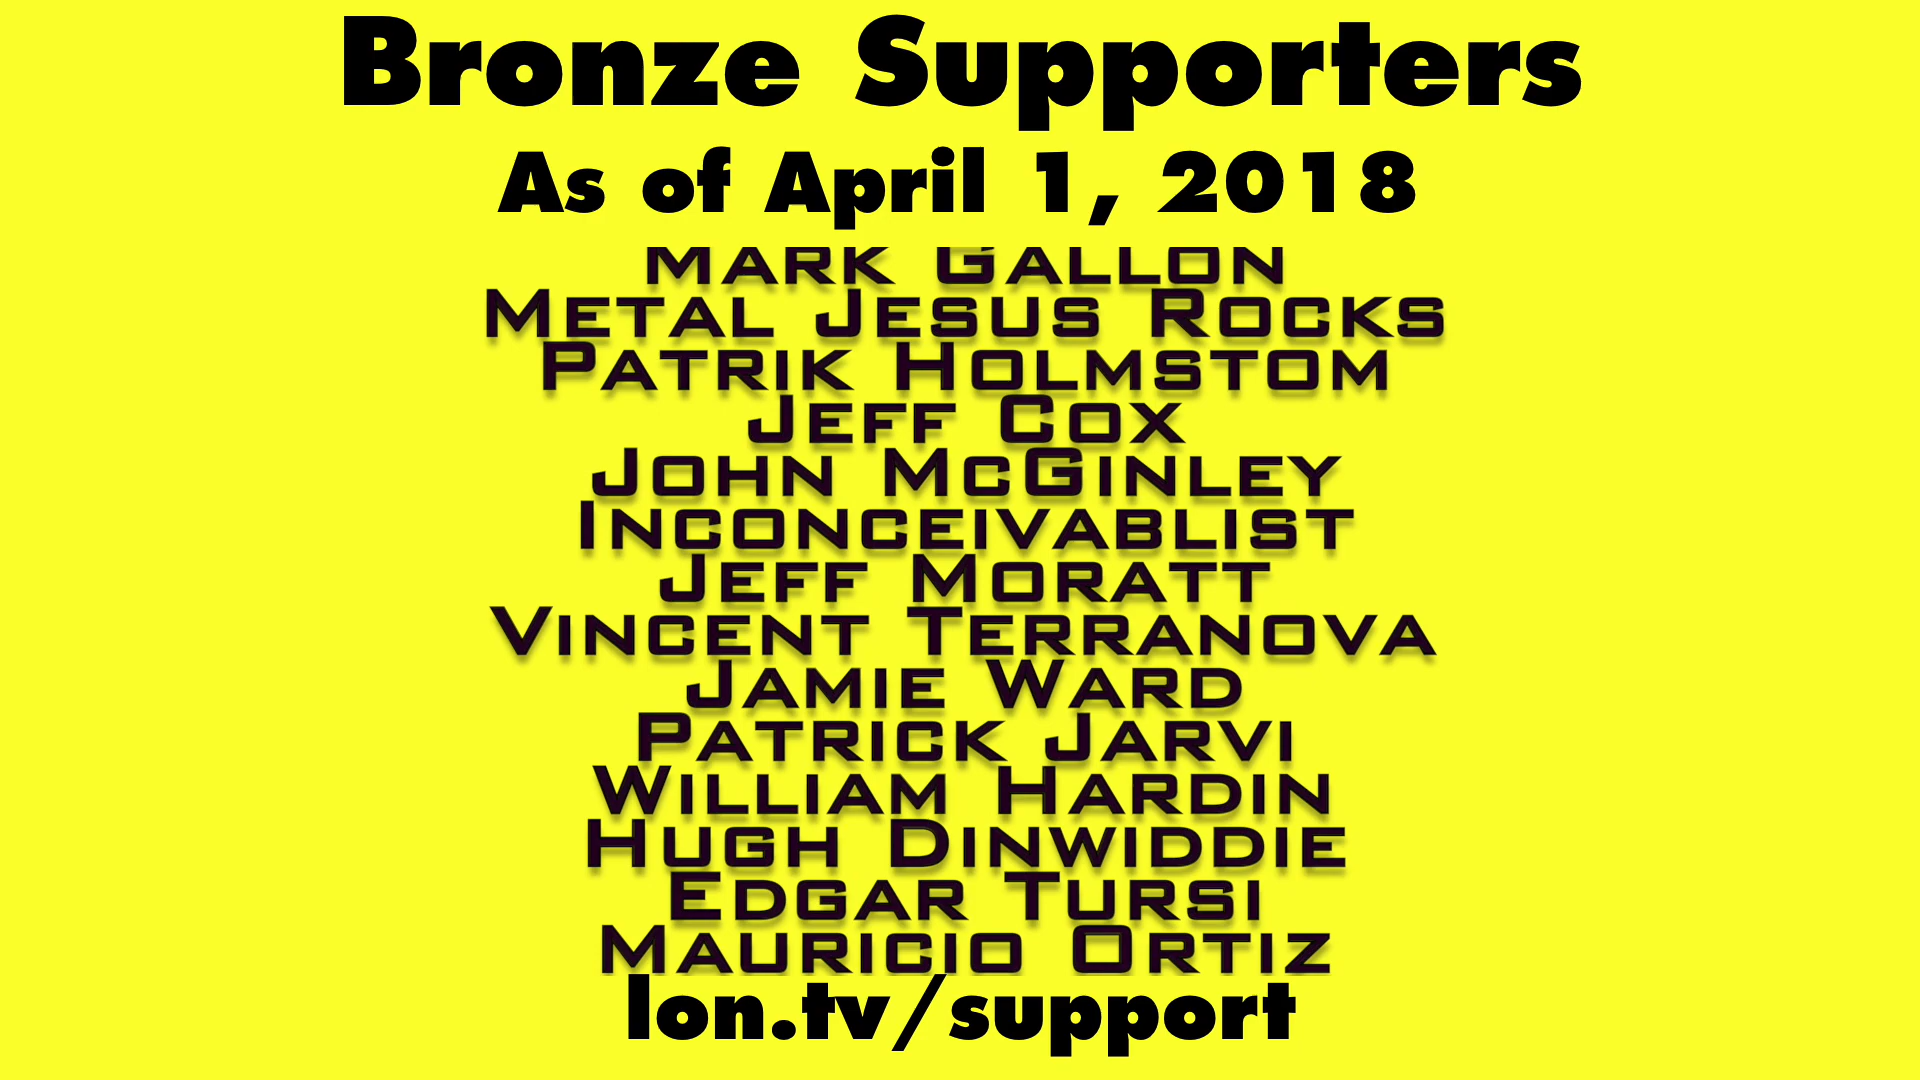 Bronze Supporters
As of April 1, 2018
Mark Gallon
Metal Jesus Rocks
Patrik Holmstom
Jeff Cox
John McGinley
Inconceivablist
Jeff Moratt
Vincent Terranova
Jamie Ward
Patrick Jarvi
William Hardin
Hugh Dinwiddie
Edgar Tursi
Mauricio Ortiz
lon.tv/support